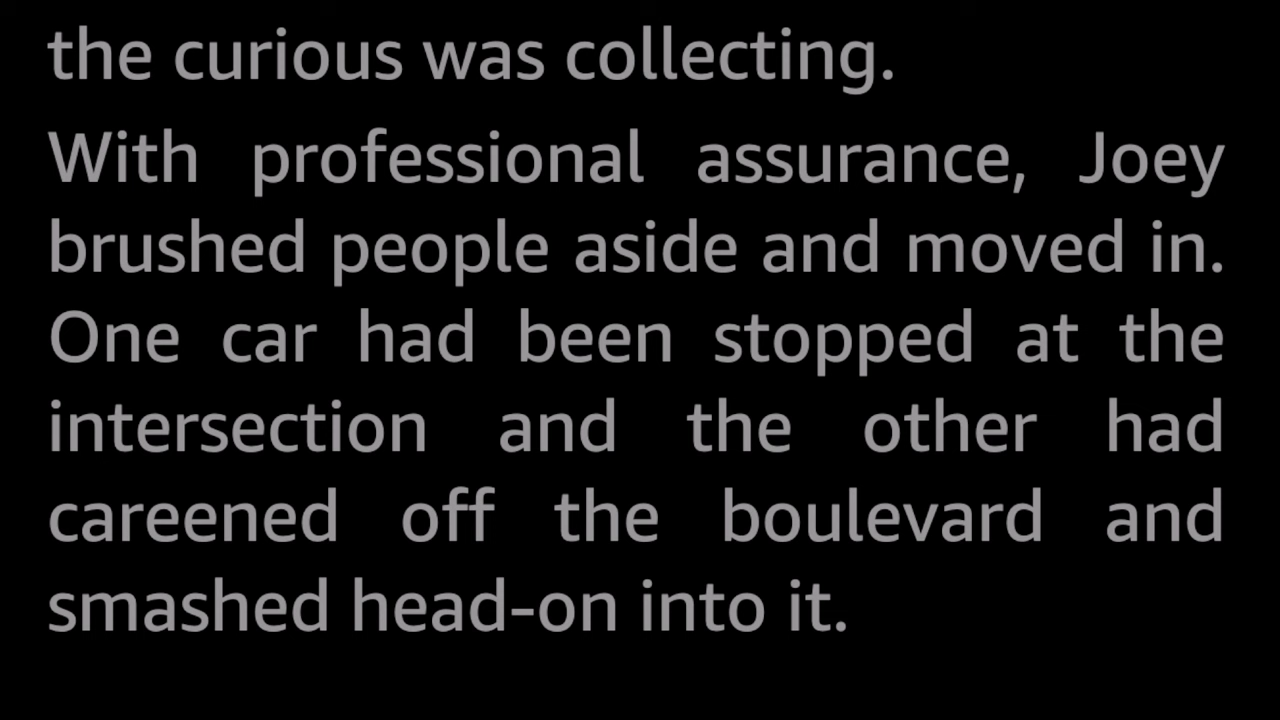 the curious was collecting.
With professional assurance, Joey
brushed people aside and moved in.
One car had been stopped at the
intersection and the other had
careened off the boulevard and
smashed head-on into it.